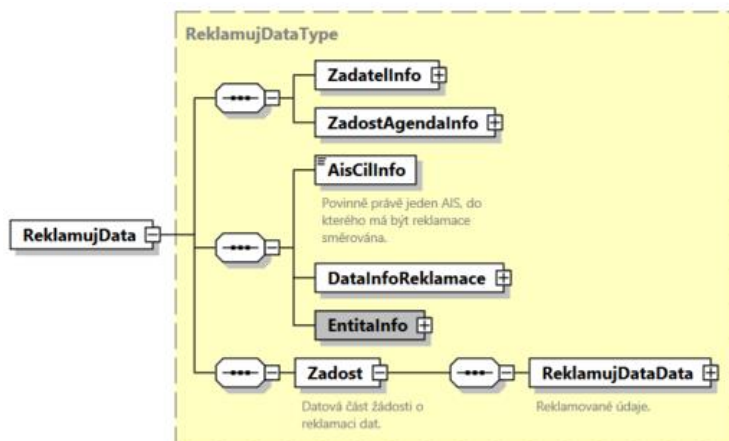 ReklamujDataType
ZadatelInfo
ZadostAgendaInfo
AisCilInfo
Povinně právě jeden AIS, do
kterého má být reklamace
směrována.
ReklamujData
DataInfoReklamace
EntitaInfo
Zadost
ReklamujDataData
Datová část žádosti o
reklamaci dat.
Reklamované údaje.